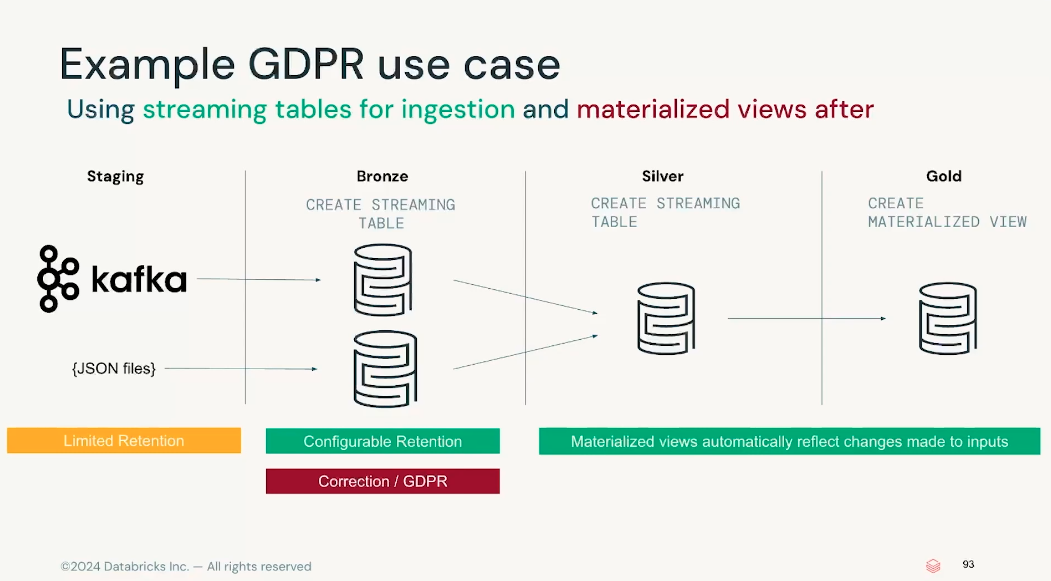 Example GDPR use case
Using streaming tables for ingestion and materialized views after
Staging
Bronze
Silver
Gold
CREATE STREAMING
TABLE
CREATE STREAMING
TABLE
CREATE
MATERIALIZED VIEW
kafka
{JSON files}
Limited Retention
Configurable Retention
Materialized views automatically reflect changes made to inputs
Correction / GDPR
©2024 Databricks Inc. — All rights reserved
93